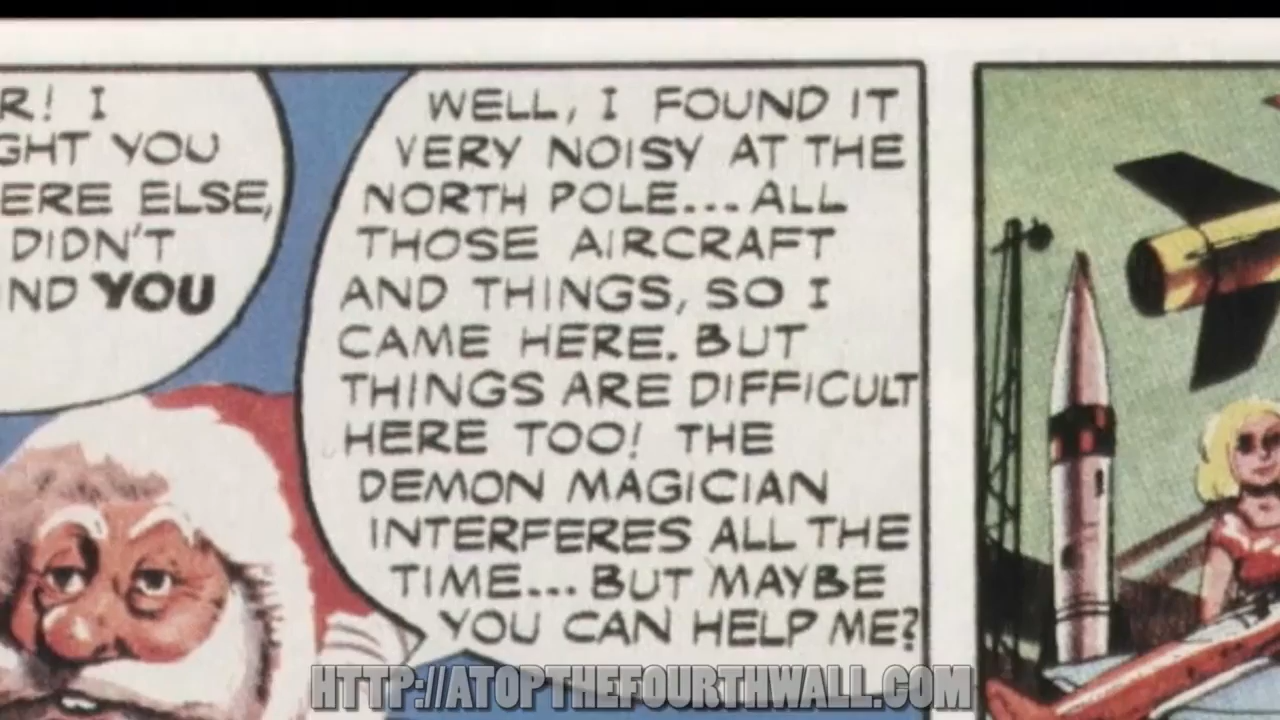 R! I
GHT YOU
ERE ELSE,
DIDN'T
ND YOU
WELL, I FOUND IT
VERY NOISY AT THE
NORTH POLE... ALL
THOSE AIRCRAFT
AND THINGS, SO I
CAME HERE. BUT
THINGS ARE DIFFICULT
HERE TOO! THE
DEMON MAGICIAN
INTERFERES ALL THE
TIME... BUT MAYBE
YOU CAN HELP ME?
HTTP://ATOPTHEFOURTHWALL.COM